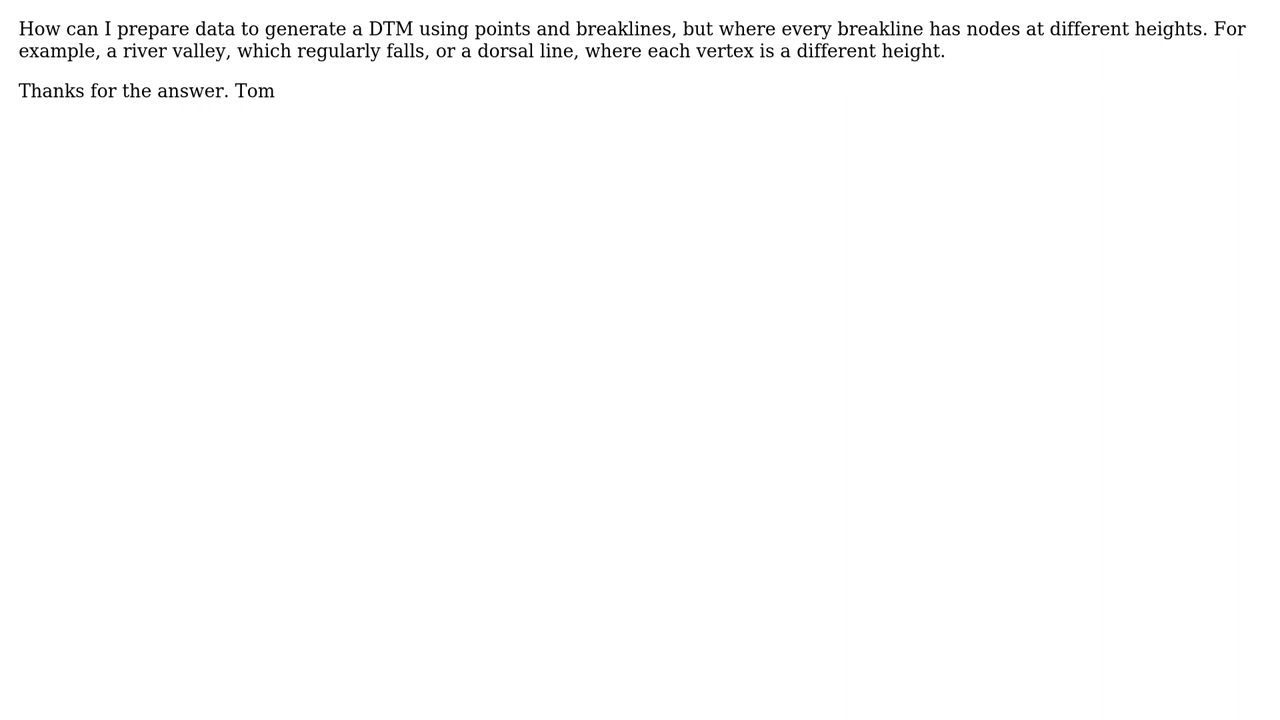 How can I prepare data to generate a DTM using points and breaklines, but where every breakline has nodes at different heights. For
example, a river valley, which regularly falls, or a dorsal line, where each vertex is a different height.
Thanks for the answer. Tom